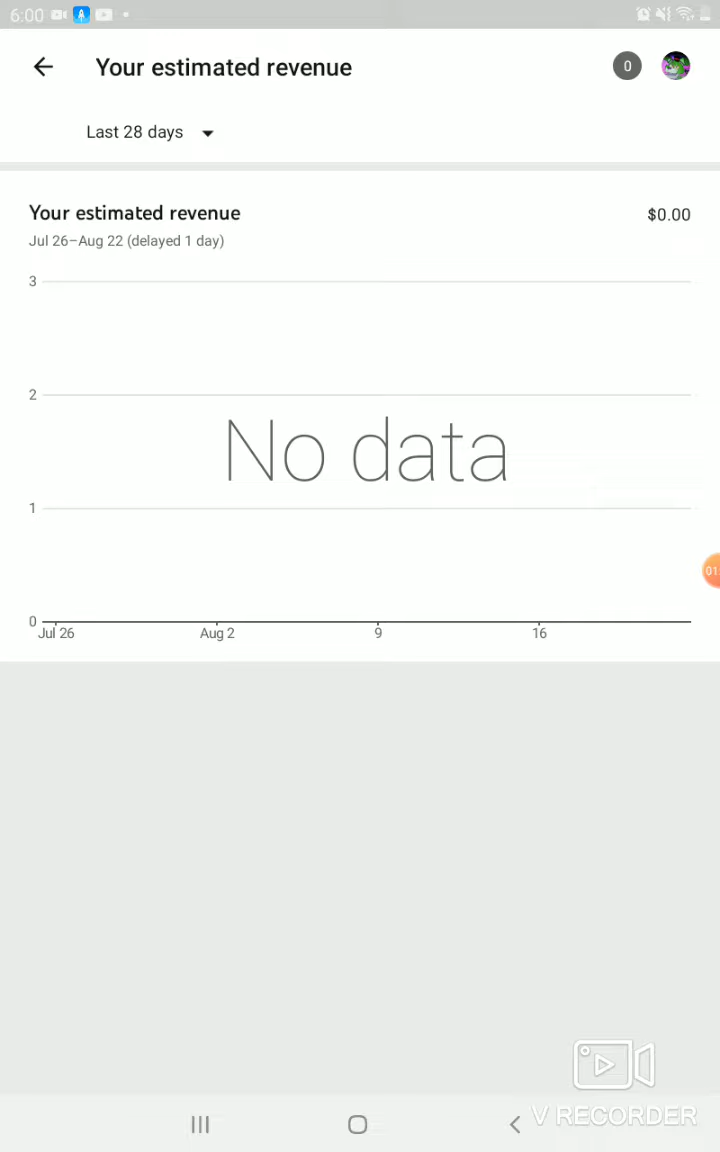 6:00
Your estimated revenue
0
Last 28 days
Your estimated revenue
$0.00
Jul 26–Aug 22 (delayed 1 day)
3
2
No data
1
0
Jul 26 Aug 2 9 16
V RECORDER